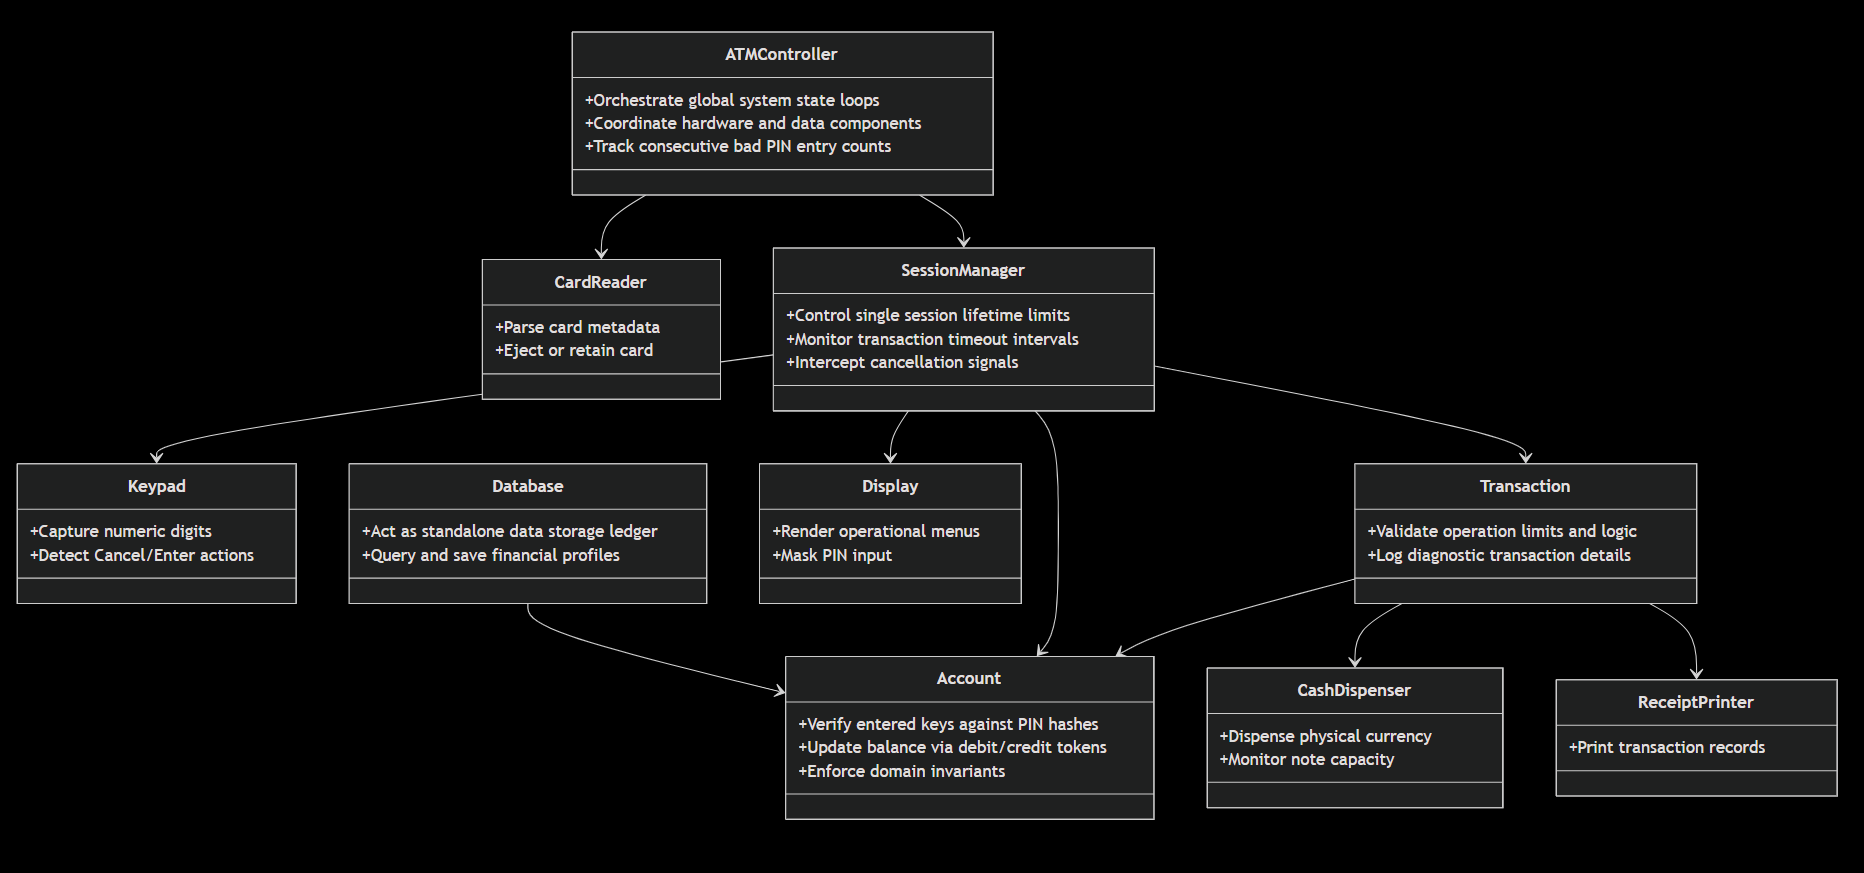 ATMController
+Orchestrate global system state loops
+Coordinate hardware and data components
+Track consecutive bad PIN entry counts
CardReader
+Parse card metadata
+Eject or retain card
SessionManager
+Control single session lifetime limits
+Monitor transaction timeout intervals
+Intercept cancellation signals
Keypad
+Capture numeric digits
+Detect Cancel/Enter actions
Database
+Act as standalone data storage ledger
+Query and save financial profiles
Display
+Render operational menus
+Mask PIN input
Transaction
+Validate operation limits and logic
+Log diagnostic transaction details
Account
+Verify entered keys against PIN hashes
+Update balance via debit/credit tokens
+Enforce domain invariants
CashDispenser
+Dispense physical currency
+Monitor note capacity
ReceiptPrinter
+Print transaction records